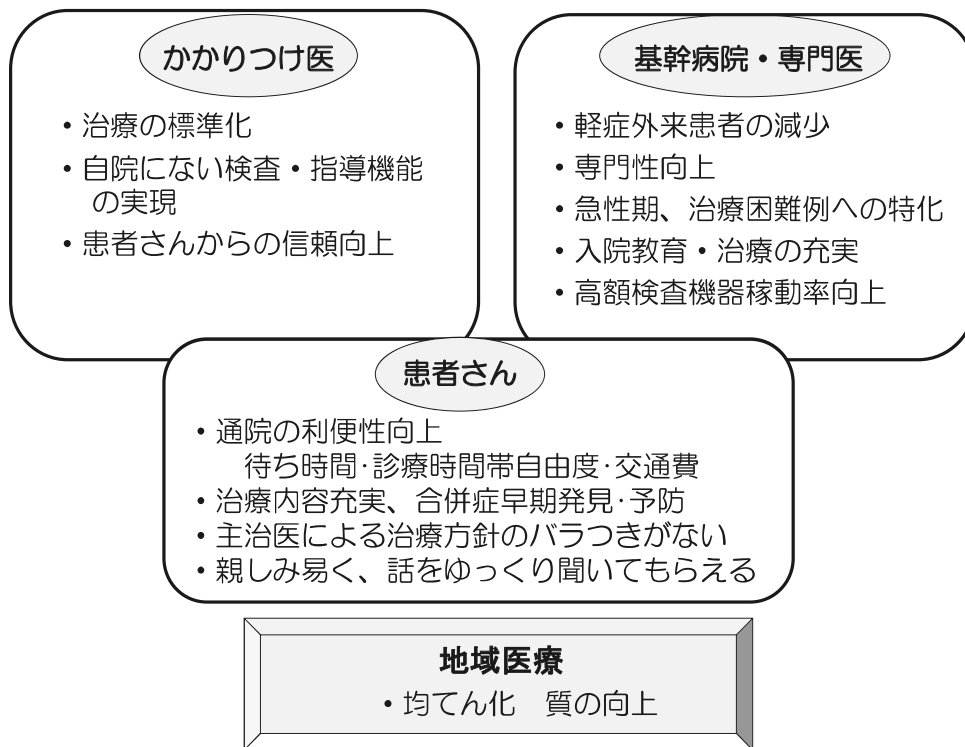 かかりつけ医
・治療の標準化
・自院にない検査・指導機能
の実現
・患者さんからの信頼向上
基幹病院・専門医
・軽症外来患者の減少
・専門性向上
・急性期、治療困難例への特化
・入院教育・治療の充実
・高額検査機器稼動率向上
患者さん
・通院の利便性向上
待ち時間･診療時間帯自由度･交通費
・治療内容充実、合併症早期発見･予防
・主治医による治療方針のバラつきがない
・親しみ易く、話をゆっくり聞いてもらえる
地域医療
・均てん化　質の向上